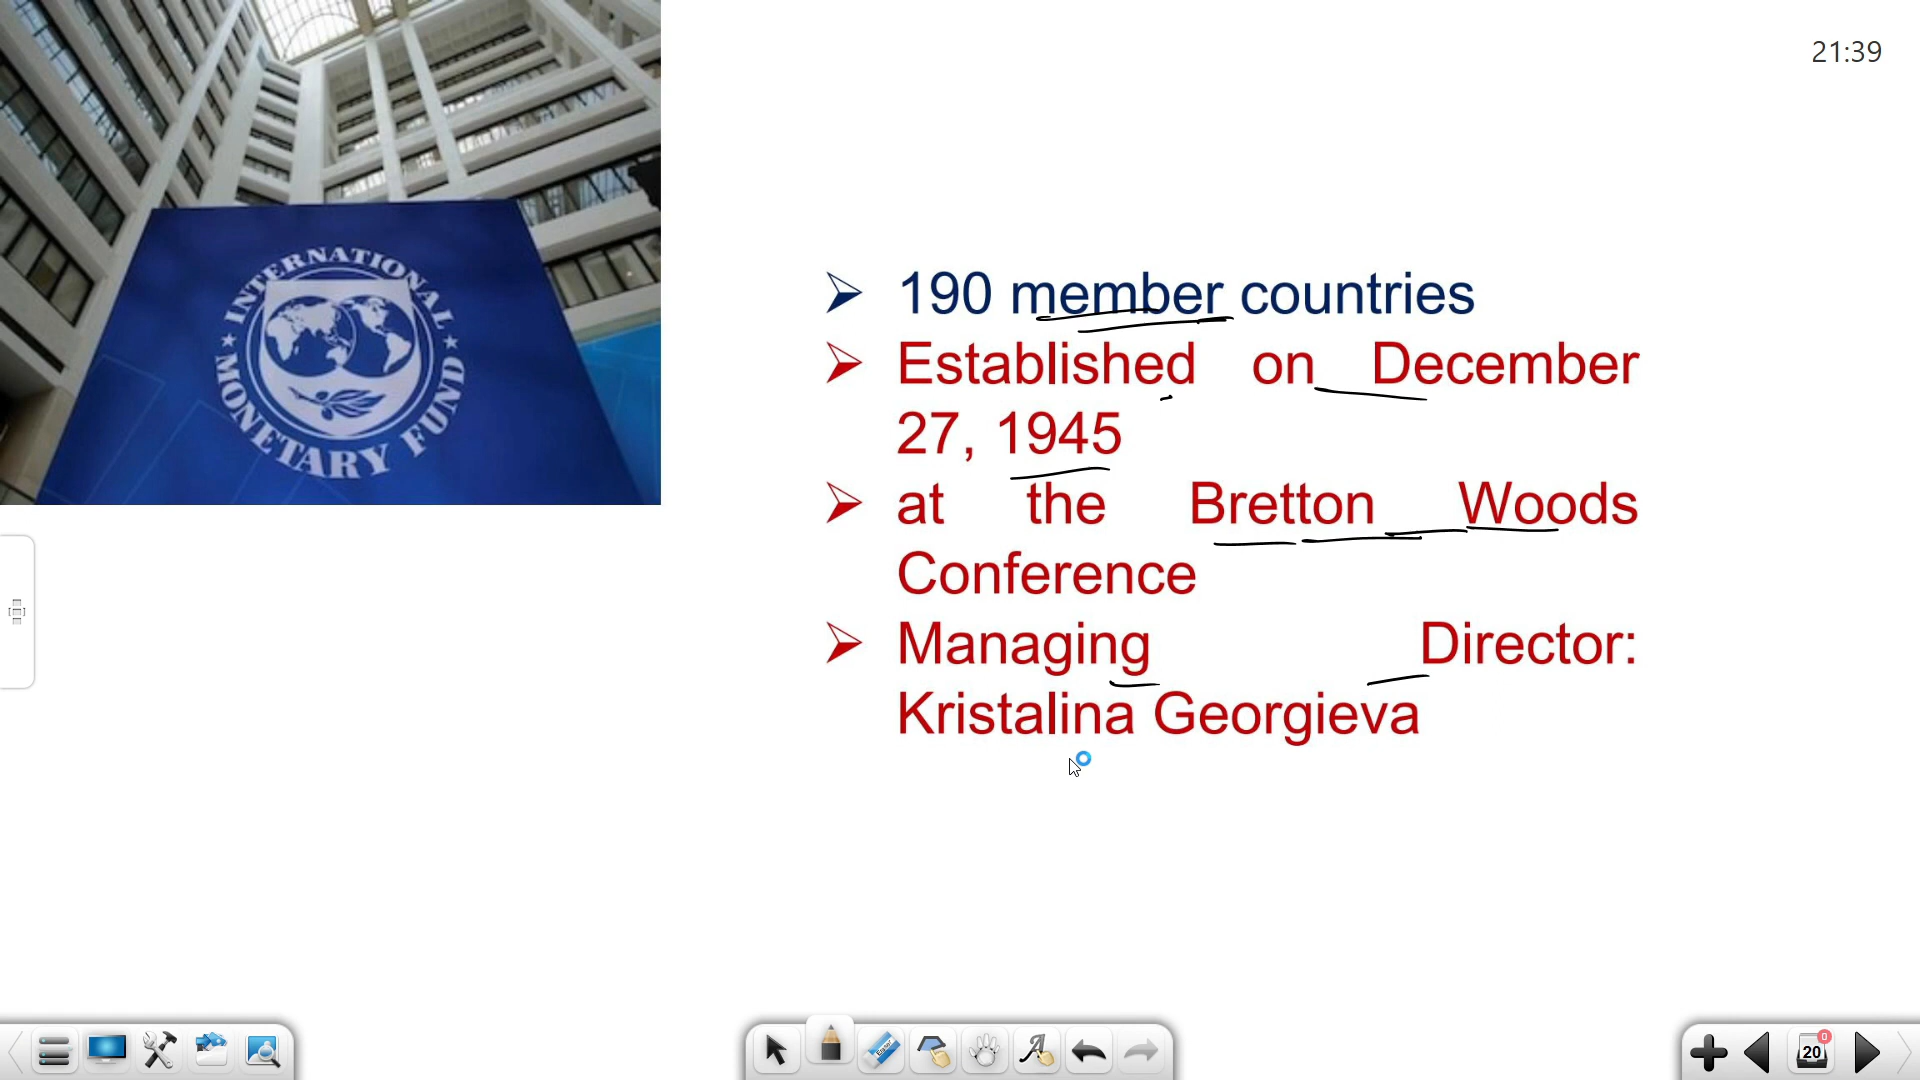 INTERNATIONAL
MONETARY FUND
21:39
190 member countries
Established on December
27, 1945
at the Bretton Woods
Conference
Managing Director:
Kristalina Georgieva
20
0